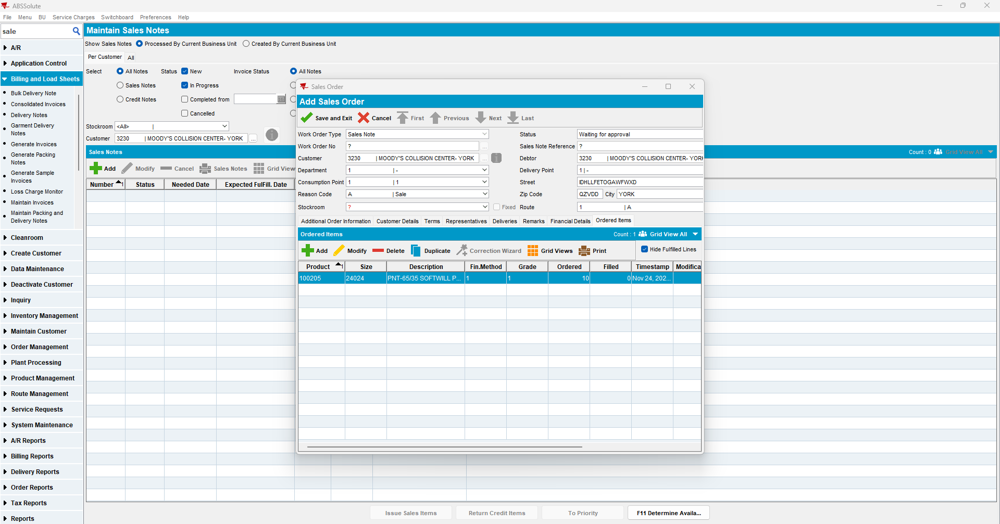 ABSSolute
File Menu BU Service Charges Switchboard Preferences Help
sale
Maintain Sales Notes
Show Sales Notes Processed By Current Business Unit Created By Current Business Unit
Per Customer All
Select All Notes Status New Invoice Status All Notes
Sales Notes In Progress
Credit Notes Completed from 16
Cancelled
Stockroom <All> |
Customer 3230 | MOODY'S COLLISION CENTER- YORK ...
Sales Notes Count : 0 Grid View All
Add Modify Cancel Sales Notes Grid View
Number 1 Status Needed Date Expected FulFill. Date
A/R
Application Control
Billing and Load Sheets
Bulk Delivery Note
Consolidated Invoices
Delivery Notes
Garment Delivery
Notes
Generate Invoices
Generate Packing
Notes
Generate Sample
Invoices
Loss Charge Monitor
Maintain Invoices
Maintain Packing and
Delivery Notes
Cleanroom
Create Customer
Data Maintenance
Deactivate Customer
Inquiry
Inventory Management
Maintain Customer
Order Management
Plant Processing
Product Management
Route Management
Service Requests
System Maintenance
A/R Reports
Billing Reports
Delivery Reports
Order Reports
Tax Reports
Reports
Sales Order
Add Sales Order
Save and Exit Cancel First Previous Next Last
Work Order Type Sales Note Status Waiting for approval
Work Order No ? ... Sales Note Reference ?
Customer 3230 | MOODY'S COLLISION CENTER- YORK ... Debtor 3230 | MOODY'S COLLISION CENTER- YORK
Department 1 | - Delivery Point 1 | -
Consumption Point 1 | 1 Street IDHLLFETOGAWFWXD
Reason Code A | Sale Zip Code QZVDD City YORK
Stockroom ? Fixed Route 1 | A
Additional Order Information Customer Details Terms Representatives Deliveries Remarks Financial Details Ordered Items
Ordered Items Count : 1 Grid View All
Add Modify Delete Duplicate Correction Wizard Grid Views Print Hide Fulfilled Lines
Product 1 Size Description Fin.Method Grade Ordered Filled Timestamp Modifica
100205 24024 PNT-65/35 SOFTWILL P... 1 1 10 0 Nov 24, 202...
Issue Sales Items Return Credit Items To Priority F11 Determine Availa...